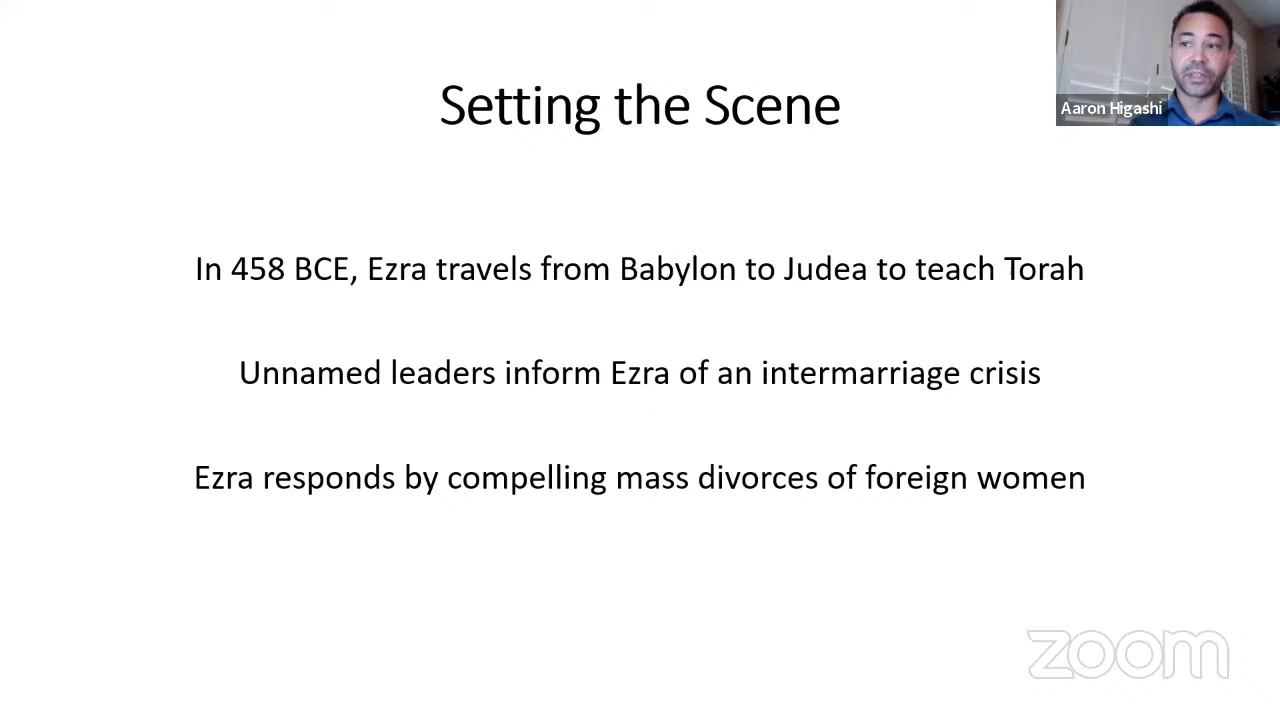 Setting the Scene
Aaron Higashi
In 458 BCE, Ezra travels from Babylon to Judea to teach Torah
Unnamed leaders inform Ezra of an intermarriage crisis
Ezra responds by compelling mass divorces of foreign women
zoom